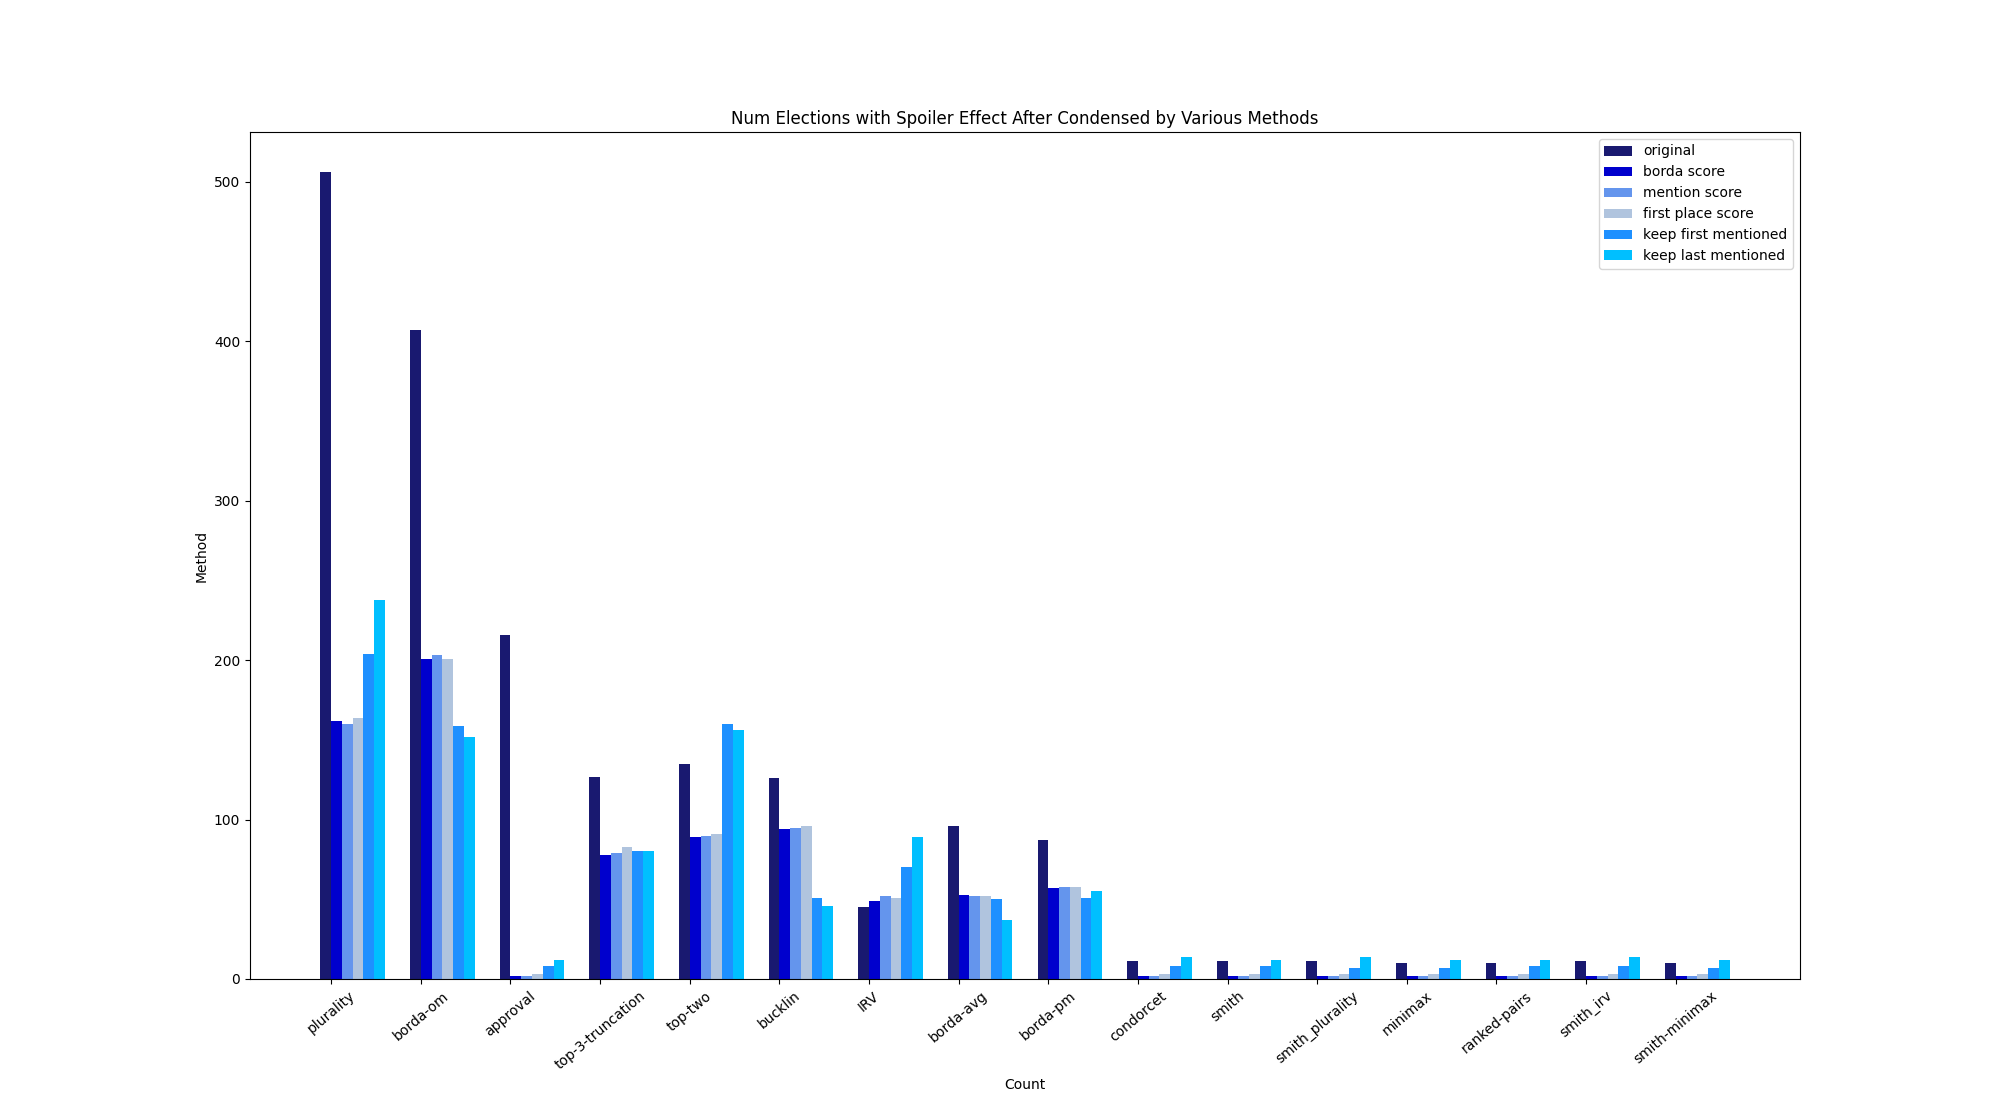 Num Elections with Spoiler Effect After Condensed by Various Methods
original
borda score
mention score
first place score
keep first mentioned
keep last mentioned
500
400
300
200
100
0
Method
plurality
borda-om
approval
top-3-truncation
top-two
bucklin
IRV
borda-avg
borda-pm
condorcet
smith
smith_plurality
minimax
ranked-pairs
smith_irv
smith-minimax
Count